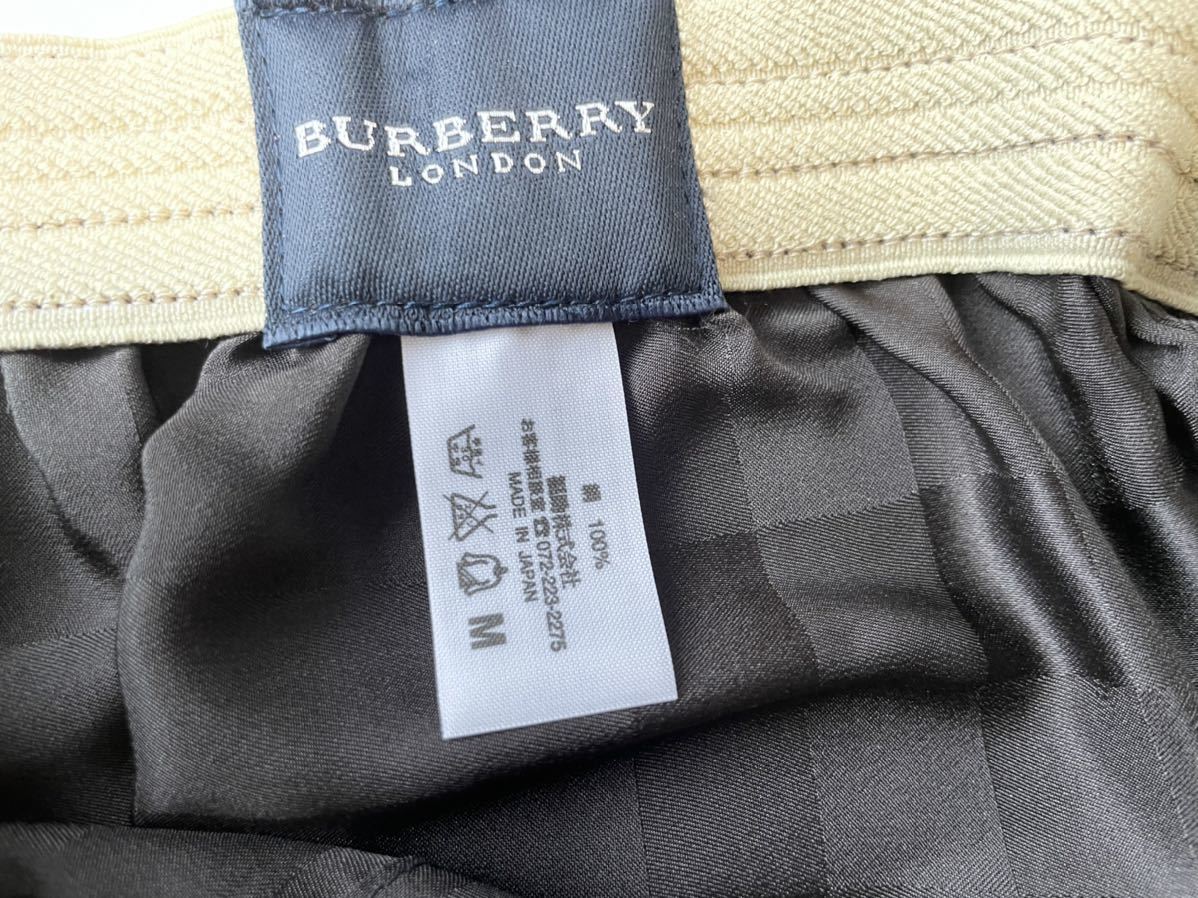 BURBERRY
LONDON
絹 100%
福助株式会社
お客様相談室 ☎072-223-2275
MADE IN JAPAN
M